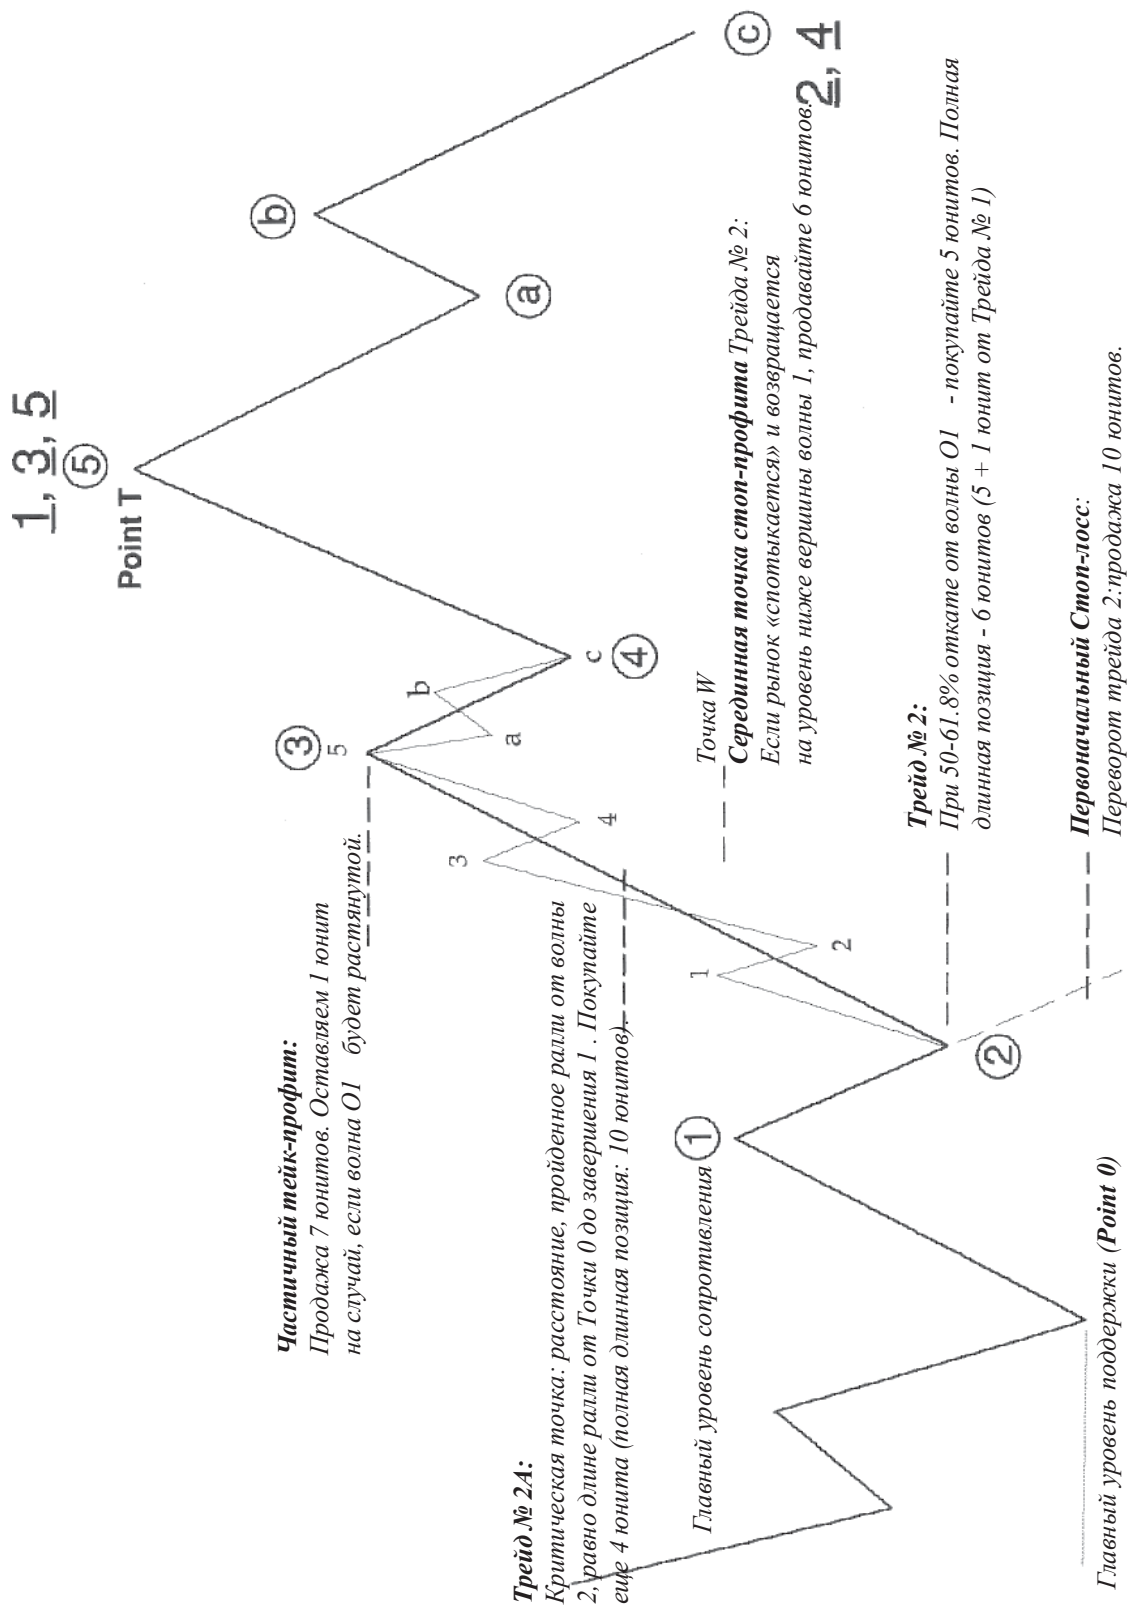 1, 3, 5
5
Point T
b
a
c
2, 4
3
5
b
a
c
4
3
4
1
2
1
2
Частичный тейк-профит:
Продажа 7 юнитов. Оставляем 1 юнит
на случай, если волна О1 будет растянутой.
Трейд № 2А:
Критическая точка: расстояние, пройденное ралли от волны
2, равно длине ралли от Точки 0 до завершения 1 . Покупайте
еще 4 юнита (полная длинная позиция: 10 юнитов).
Точка W
Серединная точка стоп-профита Трейда № 2:
Если рынок «спотыкается» и возвращается
на уровень ниже вершины волны 1, продавайте 6 юнитов.
Главный уровень сопротивления
Трейд № 2:
При 50-61.8% откате от волны О1 - покупайте 5 юнитов. Полная
длинная позиция - 6 юнитов (5 + 1 юнит от Трейда № 1)
Первоначальный Стоп-лосс:
Переворот трейда 2:продажа 10 юнитов.
Главный уровень поддержки (Point 0)